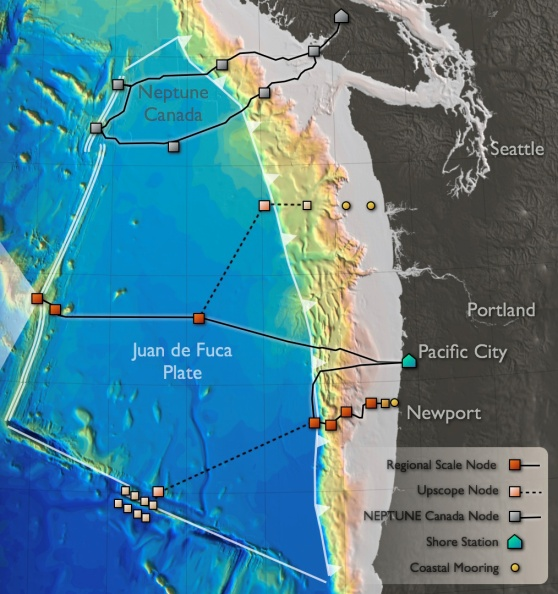 Neptune
Canada
Seattle
Portland
Juan de Fuca
Plate
Pacific City
Newport
Regional Scale Node
Upscope Node
NEPTUNE Canada Node
Shore Station
Coastal Mooring